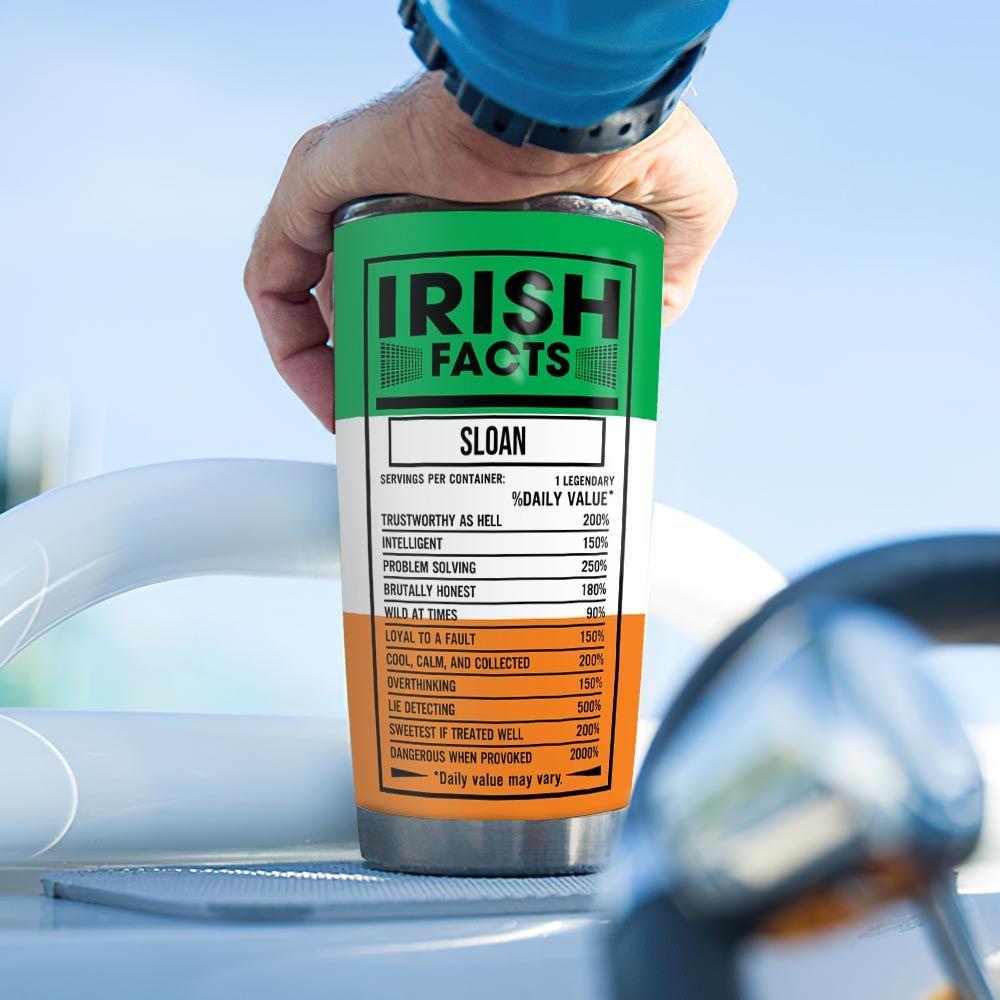 IRISH
FACTS
SLOAN
SERVINGS PER CONTAINER: 1 LEGENDARY
%DAILY VALUE*
TRUSTWORTHY AS HELL 200%
INTELLIGENT 150%
PROBLEM SOLVING 250%
BRUTALLY HONEST 180%
WILD AT TIMES 90%
LOYAL TO A FAULT 150%
COOL, CALM, AND COLLECTED 200%
OVERTHINKING 150%
LIE DETECTING 500%
SWEETEST IF TREATED WELL 200%
DANGEROUS WHEN PROVOKED 2000%
*Daily value may vary.